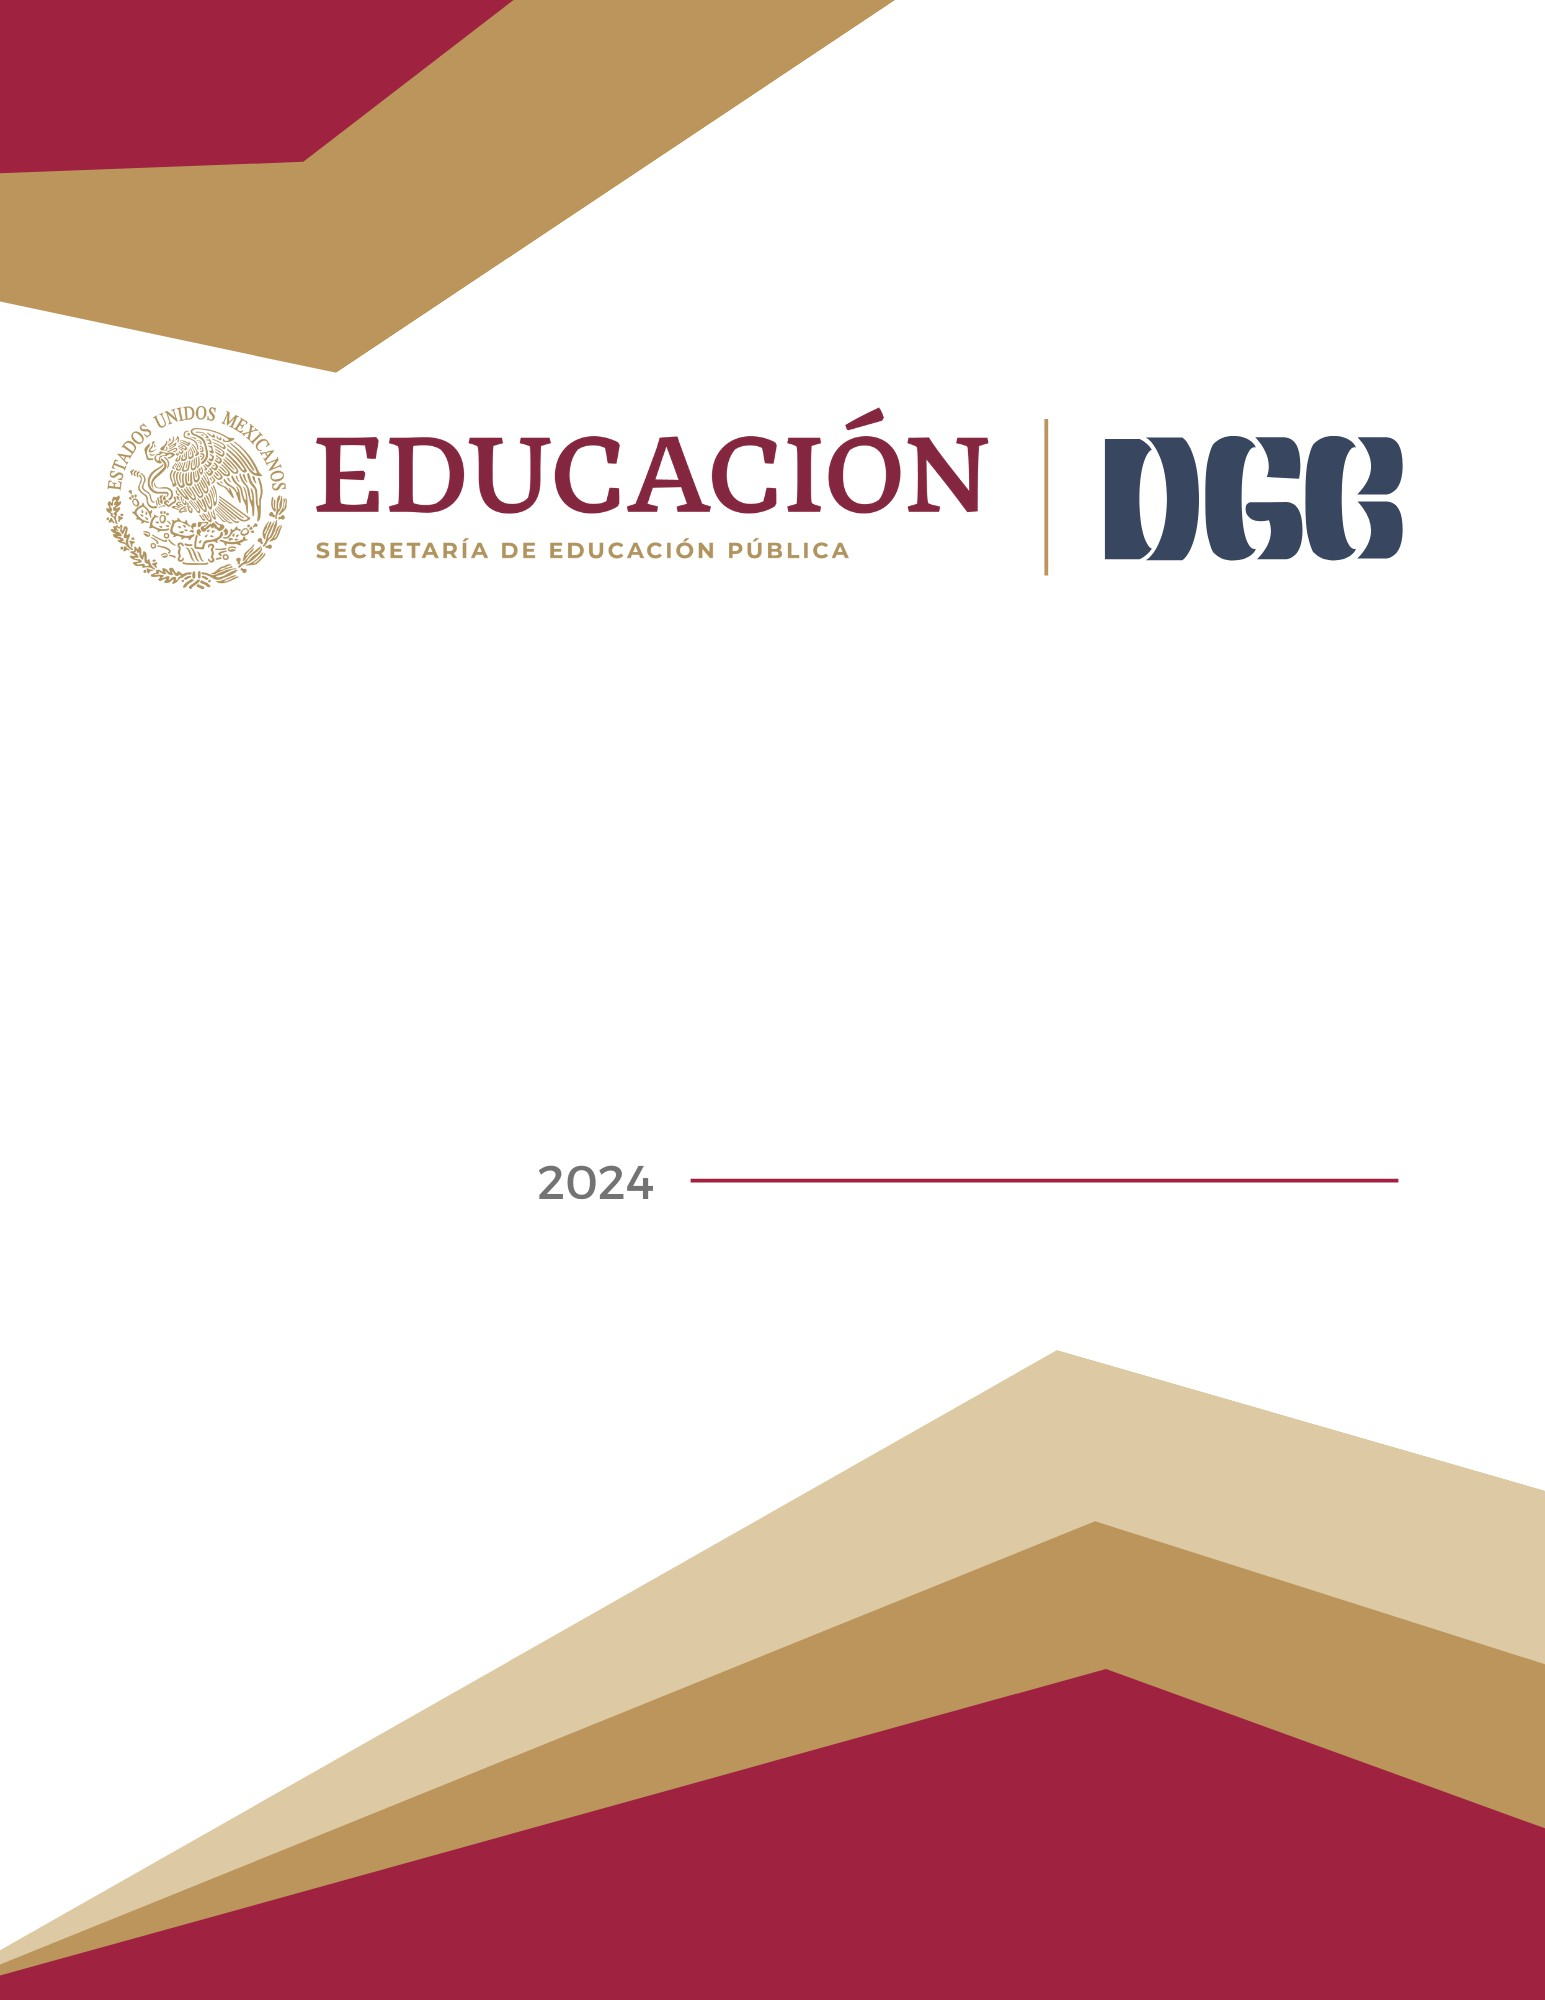 ESTADOS UNIDOS MEXICANOS
EDUCACIÓN
SECRETARÍA DE EDUCACIÓN PÚBLICA
DGB
2024